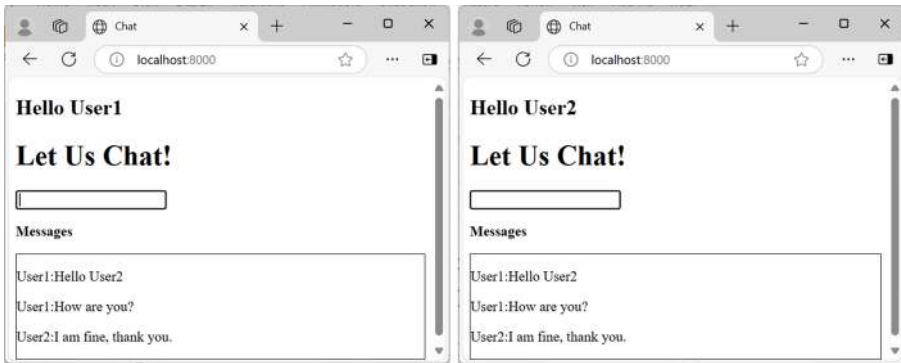 Chat
localhost:8000
Hello User1
Let Us Chat!
Messages
User1:Hello User2
User1:How are you?
User2:I am fine, thank you.
Chat
localhost:8000
Hello User2
Let Us Chat!
Messages
User1:Hello User2
User1:How are you?
User2:I am fine, thank you.